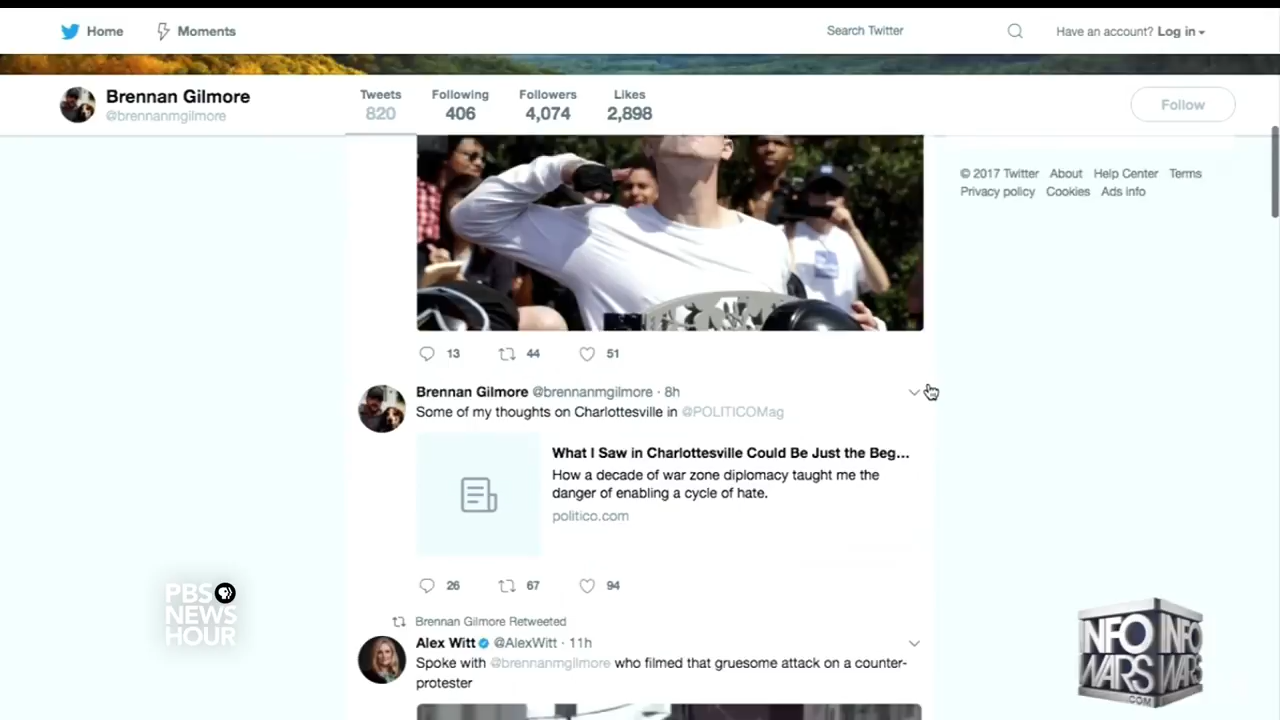 Home
Moments
Search Twitter
Have an account? Log in
Brennan Gilmore
@brennanmgilmore
Tweets
820
Following
406
Followers
4,074
Likes
2,898
Follow
© 2017 Twitter About Help Center Terms
Privacy policy Cookies Ads info
13 44 51
Brennan Gilmore @brennanmgilmore · 8h
Some of my thoughts on Charlottesville in @POLITICOMag
What I Saw in Charlottesville Could Be Just the Beg...
How a decade of war zone diplomacy taught me the
danger of enabling a cycle of hate.
politico.com
26 67 94
Brennan Gilmore Retweeted
Alex Witt @AlexWitt · 11h
Spoke with @brennanmgilmore who filmed that gruesome attack on a counter-
protester
PBS
NEWS
HOUR
INFO INFO
WARS WARS
.COM